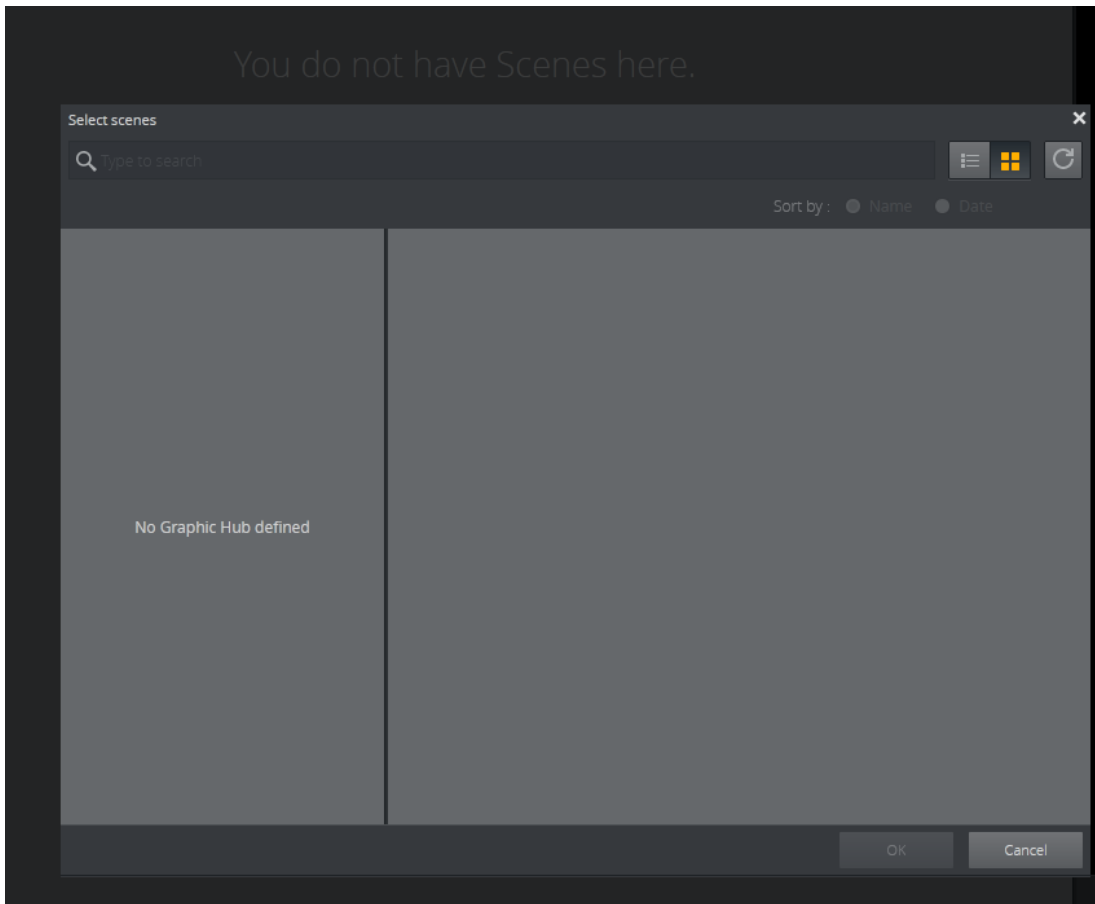 You do not have Scenes here.
Select scenes
Type to search
Sort by : Name Date
No Graphic Hub defined
OK Cancel